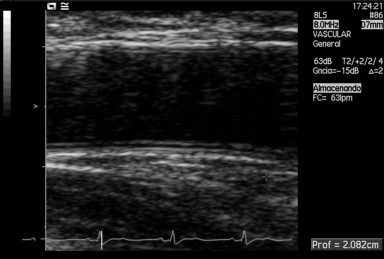 17:24:21
8L5 #86
8.0MHz 07mm
VASCULAR
General
63dB T2/+2/2/ 4
Gncia=-15dB Δ=2
Almacenando
FC= 63lpm
Prof = 2.082cm